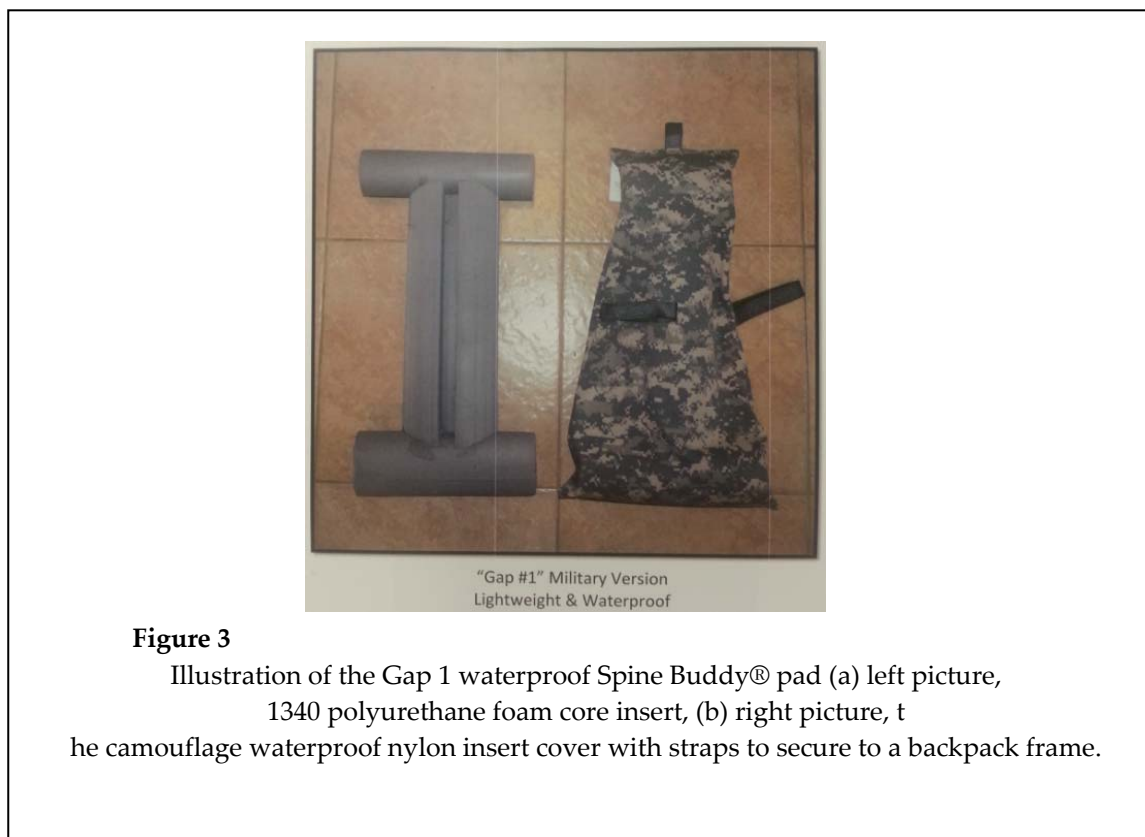 "Gap #1" Military Version
Lightweight & Waterproof
Figure 3
Illustration of the Gap 1 waterproof Spine Buddy® pad (a) left picture,
1340 polyurethane foam core insert, (b) right picture, t
he camouflage waterproof nylon insert cover with straps to secure to a backpack frame.